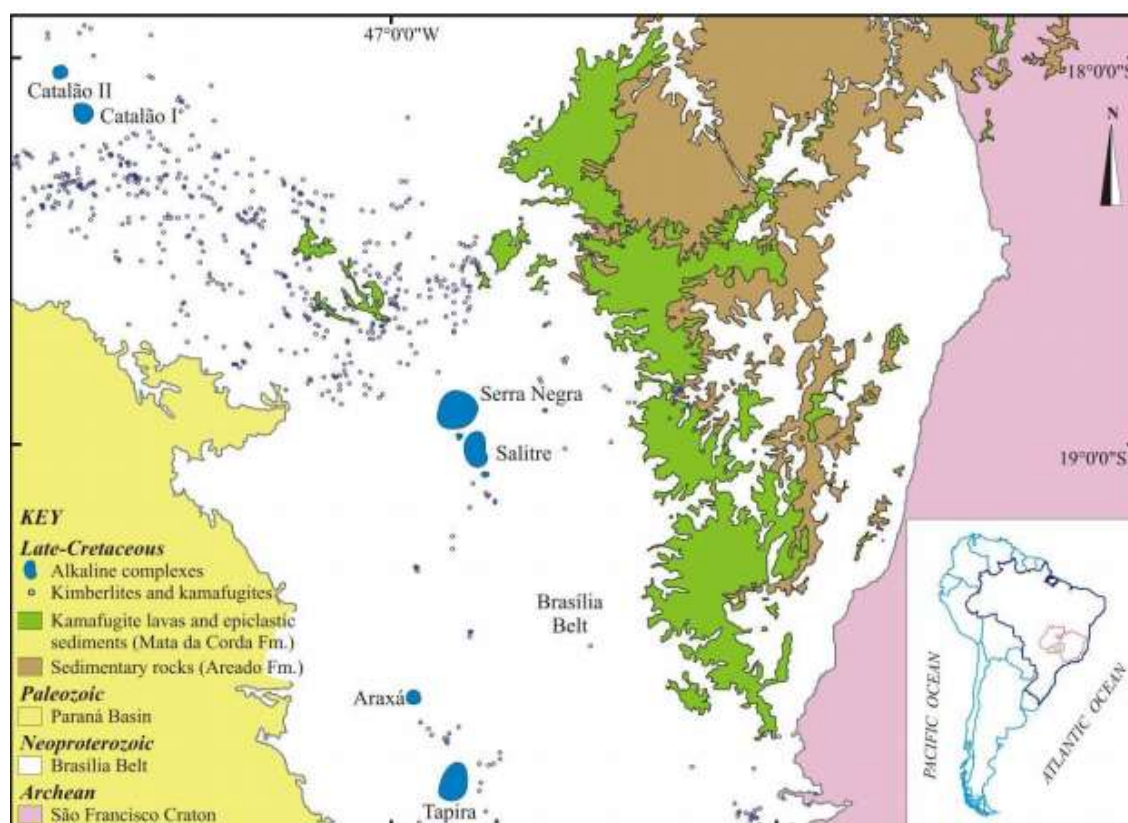 47°0'0"W
18°0'0"S
Catalão II
Catalão I
N
Serra Negra
Salitre
19°0'0"S
Brasília
Belt
Araxá
Tapira
KEY
Late-Cretaceous
Alkaline complexes
Kimberlites and kamafugites
Kamafugite lavas and epiclastic
sediments (Mata da Corda Fm.)
Sedimentary rocks (Areado Fm.)
Paleozoic
Paraná Basin
Neoproterozoic
Brasília Belt
Archean
São Francisco Craton
PACIFIC OCEAN
ATLANTIC OCEAN